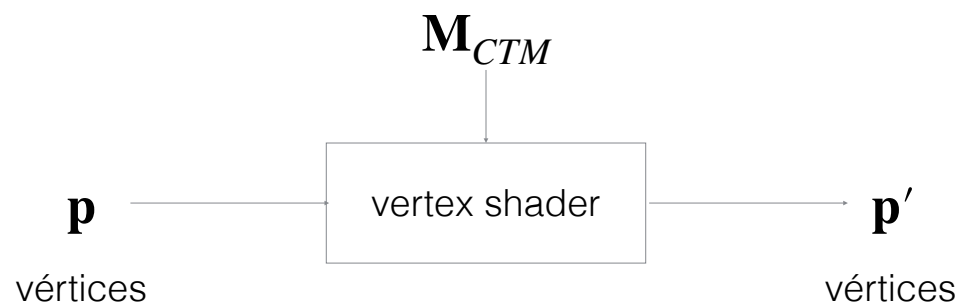 M_CTM
p
vertex shader
p′
vértices
vértices